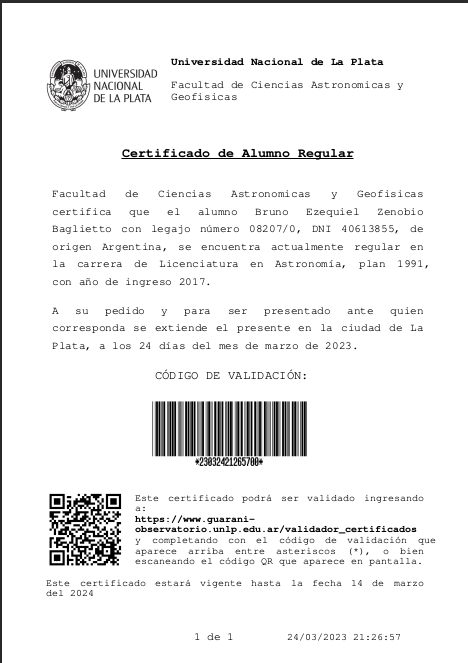 UNIVERSIDAD
NACIONAL
DE LA PLATA
Universidad Nacional de La Plata
Facultad de Ciencias Astronomicas y
Geofisicas
Certificado de Alumno Regular
Facultad de Ciencias Astronomicas y Geofisicas
certifica que el alumno Bruno Ezequiel Zenobio
Baglietto con legajo número 08207/0, DNI 40613855, de
origen Argentina, se encuentra actualmente regular en
la carrera de Licenciatura en Astronomía, plan 1991,
con año de ingreso 2017.
A su pedido y para ser presentado ante quien
corresponda se extiende el presente en la ciudad de La
Plata, a los 24 días del mes de marzo de 2023.
CÓDIGO DE VALIDACIÓN:
*23032421265700*
Este certificado podrá ser validado ingresando
a:
https://www.guarani-
observatorio.unlp.edu.ar/validador_certificados
y completando con el código de validación que
aparece arriba entre asteriscos (*), o bien
escaneando el código QR que aparece en pantalla.
Este certificado estará vigente hasta la fecha 14 de marzo
del 2024
1 de 1
24/03/2023 21:26:57